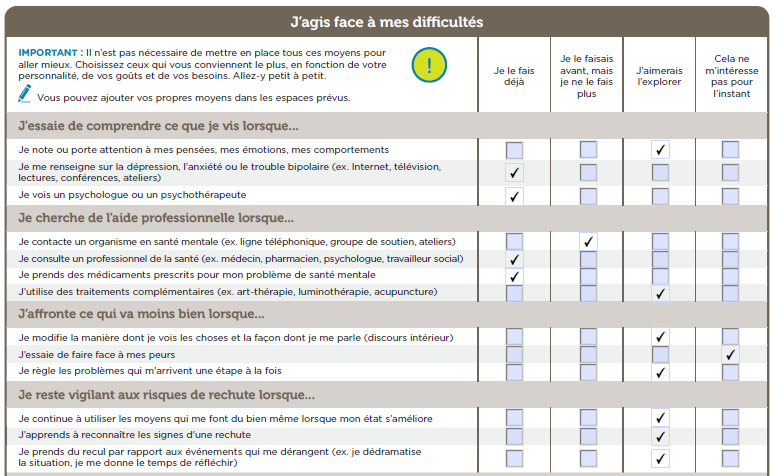 J'agis face à mes difficultés
IMPORTANT : Il n'est pas nécessaire de mettre en place tous ces moyens pour
aller mieux. Choisissez ceux qui vous conviennent le plus, en fonction de votre
personnalité, de vos goûts et de vos besoins. Allez-y petit à petit.
!
Vous pouvez ajouter vos propres moyens dans les espaces prévus.
Je le fais
déjà
Je le faisais
avant, mais
je ne le fais
plus
J'aimerais
l'explorer
Cela ne
m'intéresse
pas pour
l'instant
J'essaie de comprendre ce que je vis lorsque...
Je note ou porte attention à mes pensées, mes émotions, mes comportements
✓
Je me renseigne sur la dépression, l'anxiété ou le trouble bipolaire (ex. Internet, télévision,
lectures, conférences, ateliers)
✓
Je vois un psychologue ou un psychothérapeute
✓
Je cherche de l'aide professionnelle lorsque...
Je contacte un organisme en santé mentale (ex. ligne téléphonique, groupe de soutien, ateliers)
✓
Je consulte un professionnel de la santé (ex. médecin, pharmacien, psychologue, travailleur social)
✓
Je prends des médicaments prescrits pour mon problème de santé mentale
✓
J'utilise des traitements complémentaires (ex. art-thérapie, luminothérapie, acupuncture)
✓
J'affronte ce qui va moins bien lorsque...
Je modifie la manière dont je vois les choses et la façon dont je me parle (discours intérieur)
✓
J'essaie de faire face à mes peurs
✓
Je règle les problèmes qui m'arrivent une étape à la fois
✓
Je reste vigilant aux risques de rechute lorsque...
Je continue à utiliser les moyens qui me font du bien même lorsque mon état s'améliore
✓
J'apprends à reconnaître les signes d'une rechute
✓
Je prends du recul par rapport aux événements qui me dérangent (ex. je dédramatise
la situation, je me donne le temps de réfléchir)
✓